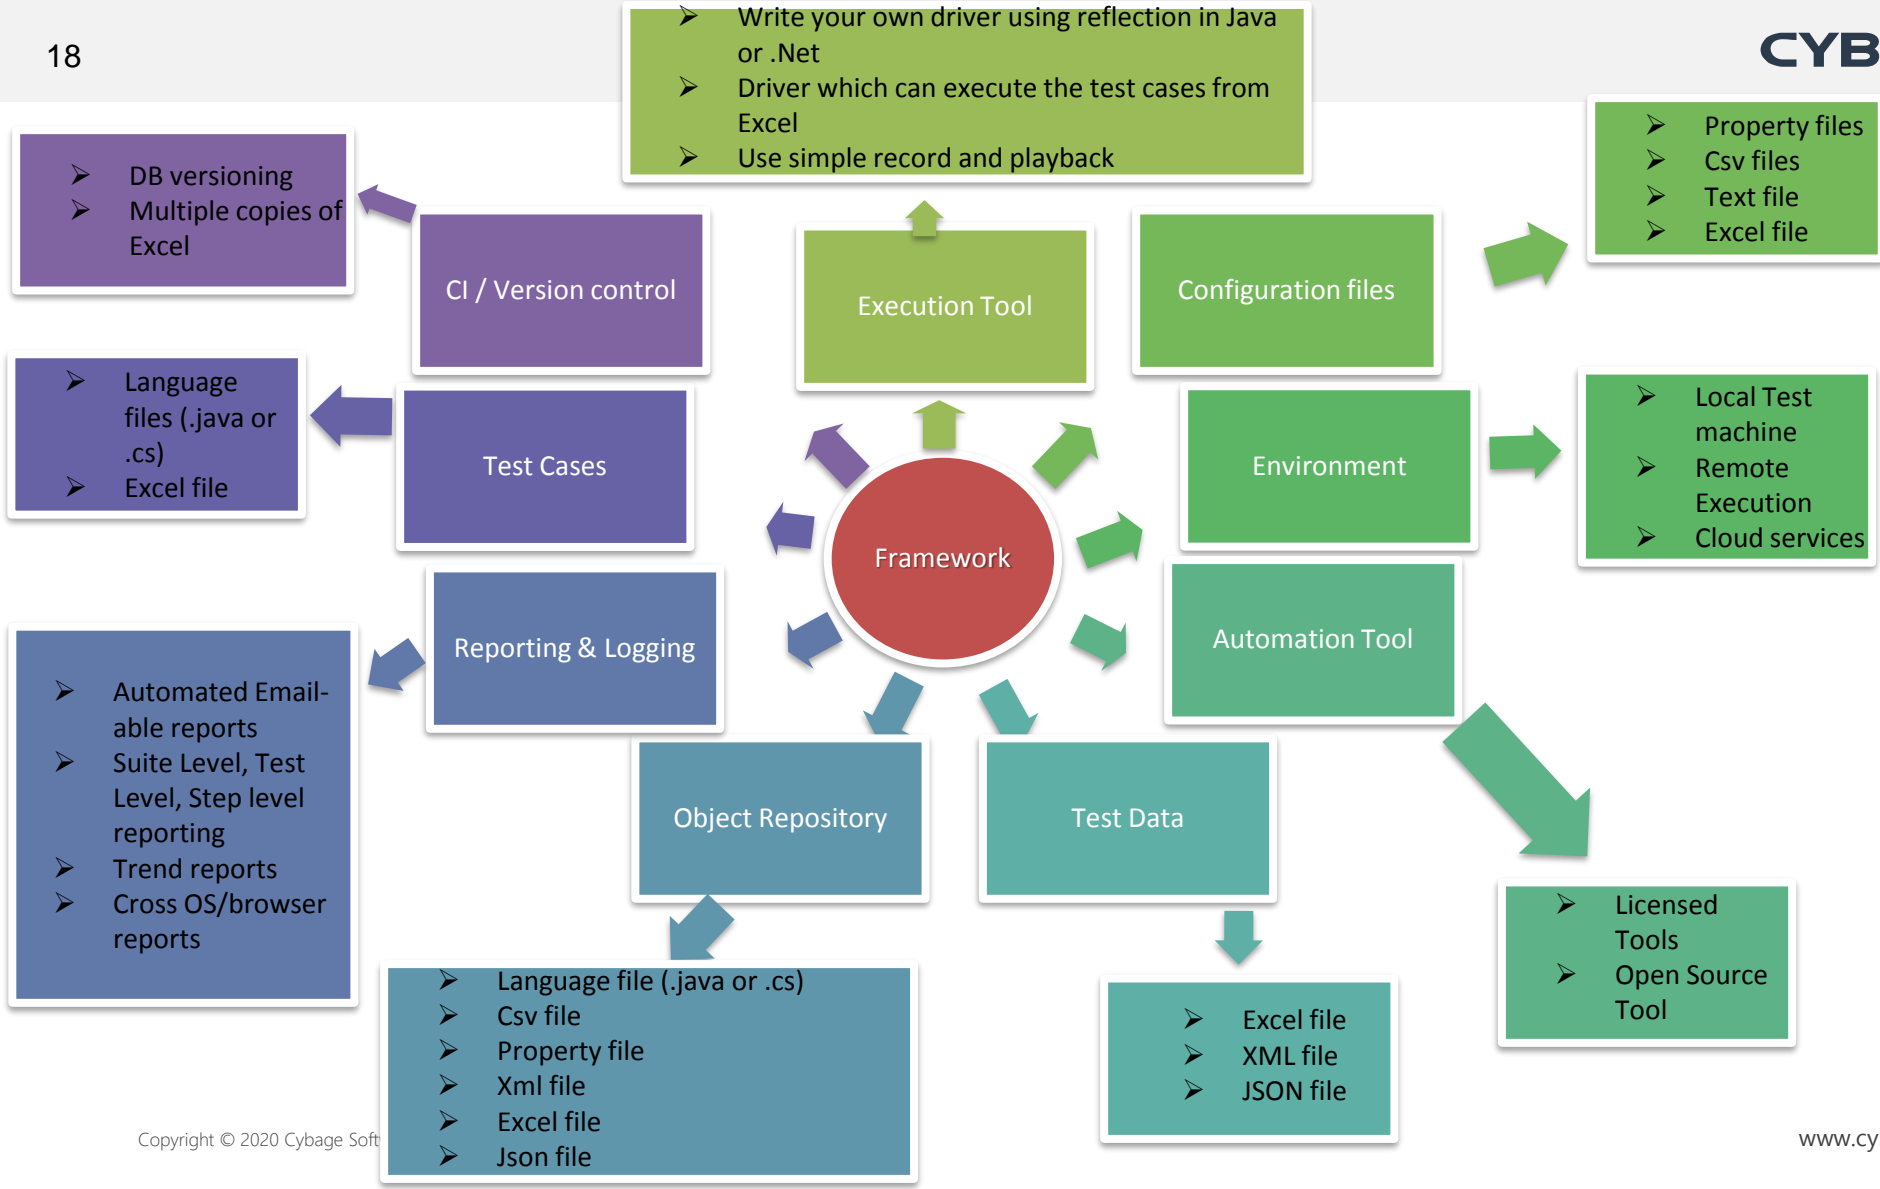 18
CYB
➢ Write your own driver using reflection in Java
or .Net
➢ Driver which can execute the test cases from
Excel
➢ Use simple record and playback
➢ DB versioning
➢ Multiple copies of
Excel
➢ Property files
➢ Csv files
➢ Text file
➢ Excel file
CI / Version control
Execution Tool
Configuration files
➢ Language
files (.java or
.cs)
➢ Excel file
Test Cases
Environment
➢ Local Test
machine
➢ Remote
Execution
➢ Cloud services
Framework
Reporting & Logging
Automation Tool
➢ Automated Email-
able reports
➢ Suite Level, Test
Level, Step level
reporting
➢ Trend reports
➢ Cross OS/browser
reports
Object Repository
Test Data
➢ Licensed
Tools
➢ Open Source
Tool
➢ Language file (.java or .cs)
➢ Csv file
➢ Property file
➢ Xml file
➢ Excel file
➢ Json file
➢ Excel file
➢ XML file
➢ JSON file
Copyright © 2020 Cybage Soft
www.cy